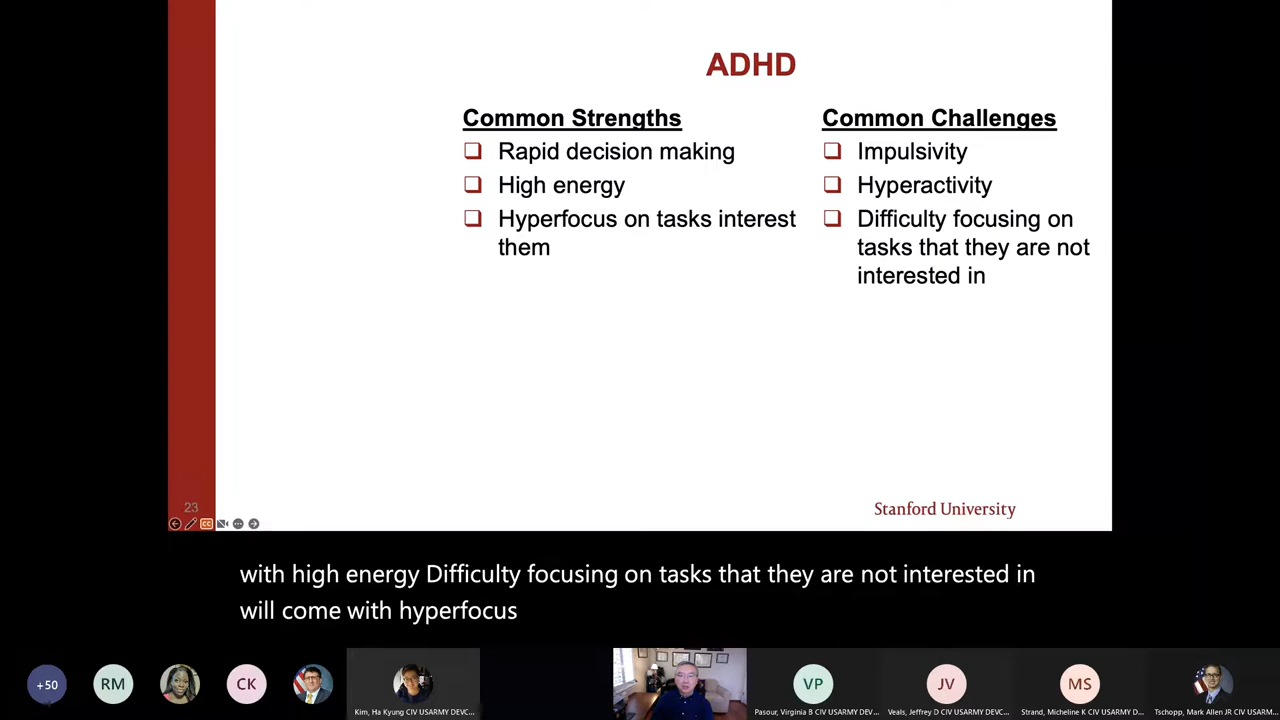 ADHD
Common Strengths
Rapid decision making
High energy
Hyperfocus on tasks interest
them
Common Challenges
Impulsivity
Hyperactivity
Difficulty focusing on
tasks that they are not
interested in
23
CC
Stanford University
with high energy Difficulty focusing on tasks that they are not interested in
will come with hyperfocus
+50
RM
CK
Kim, Ha Kyung CIV USARMY DEVC...
VP
Pasour, Virginia B CIV USARMY DEV...
JV
Veals, Jeffrey D CIV USARMY DEVC...
MS
Strand, Micheline K CIV USARMY D...
Tschopp, Mark Allen JR CIV USARM...